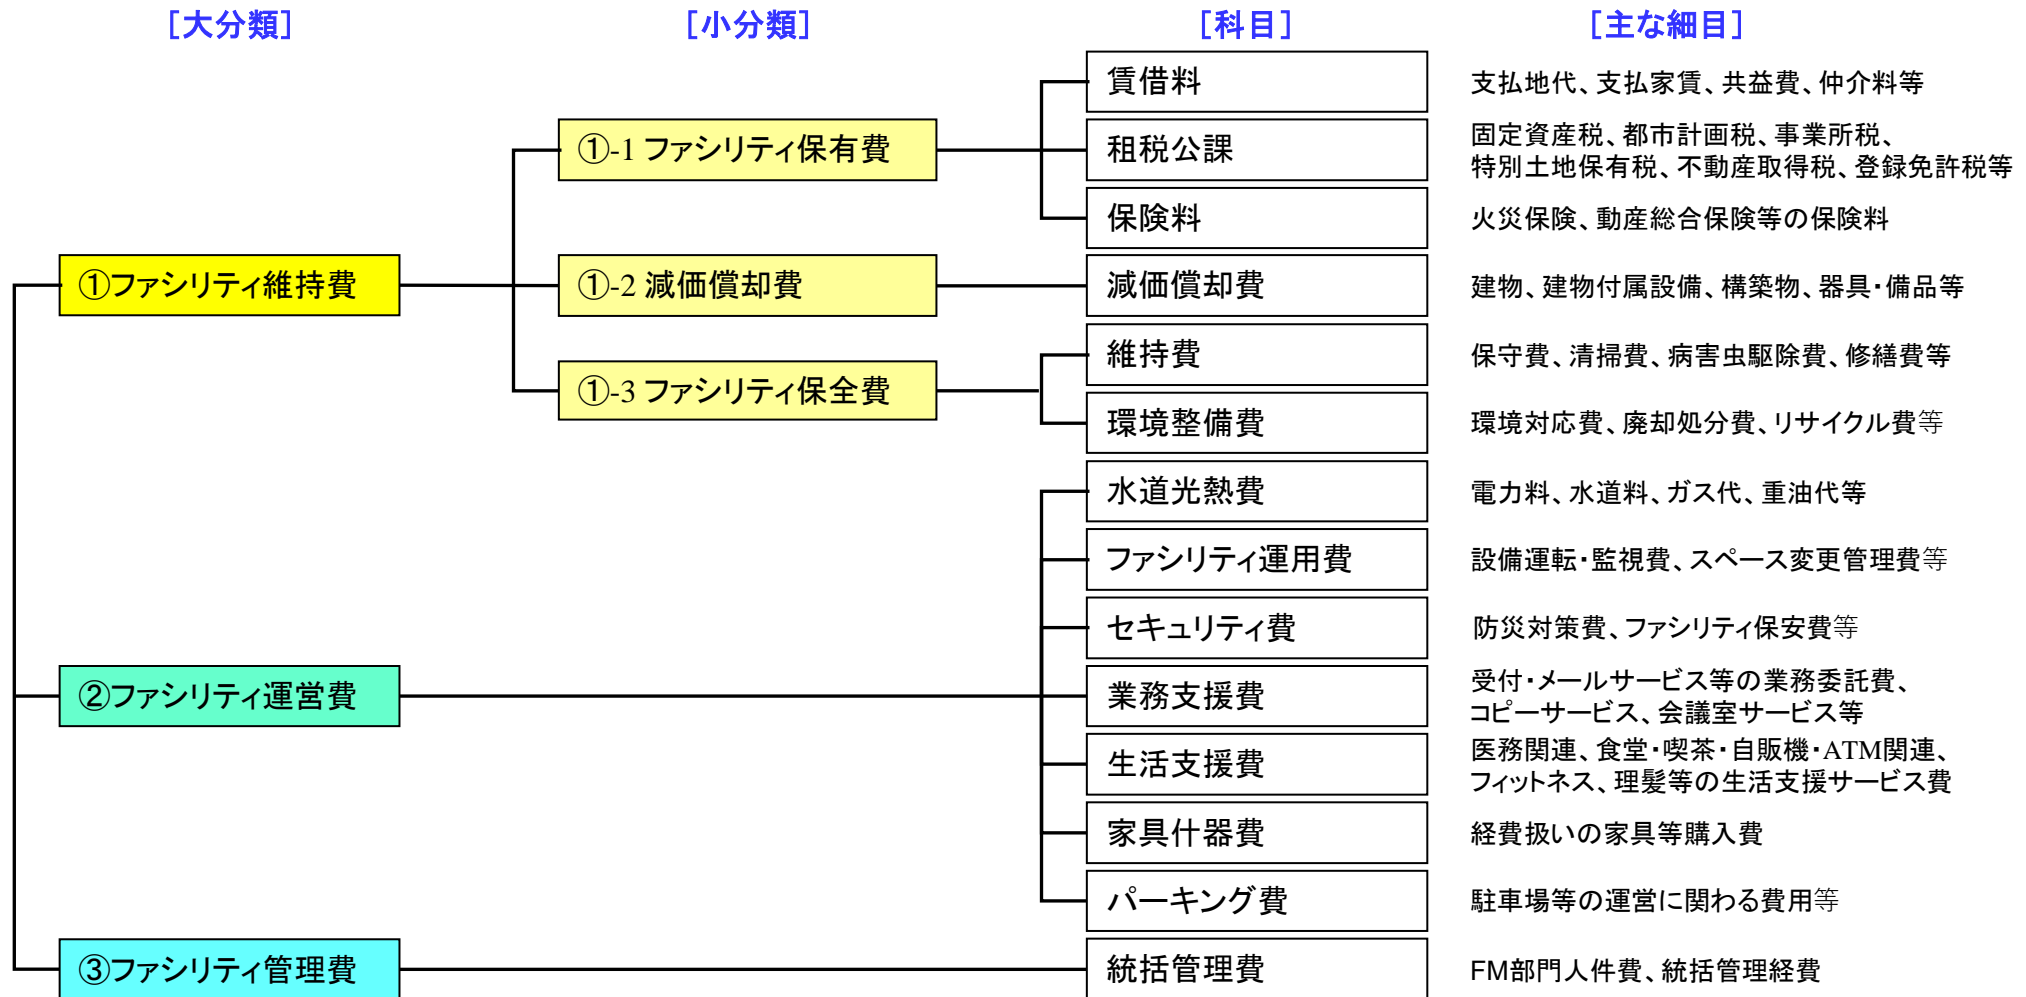 ［大分類］
［小分類］
［科目］
［主な細目］
賃借料
支払地代、支払家賃、共益費、仲介料等
①-1 ファシリティ保有費
租税公課
固定資産税、都市計画税、事業所税、
特別土地保有税、不動産取得税、登録免許税等
保険料
火災保険、動産総合保険等の保険料
①ファシリティ維持費
①-2 減価償却費
減価償却費
建物、建物付属設備、構築物、器具・備品等
①-3 ファシリティ保全費
維持費
保守費、清掃費、病害虫駆除費、修繕費等
環境整備費
環境対応費、廃却処分費、リサイクル費等
水道光熱費
電力料、水道料、ガス代、重油代等
ファシリティ運用費
設備運転・監視費、スペース変更管理費等
セキュリティ費
防災対策費、ファシリティ保安費等
②ファシリティ運営費
業務支援費
受付・メールサービス等の業務委託費、
コピーサービス、会議室サービス等
生活支援費
医務関連、食堂・喫茶・自販機・ATM関連、
フィットネス、理髪等の生活支援サービス費
家具什器費
経費扱いの家具等購入費
パーキング費
駐車場等の運営に関わる費用等
③ファシリティ管理費
統括管理費
FM部門人件費、統括管理経費